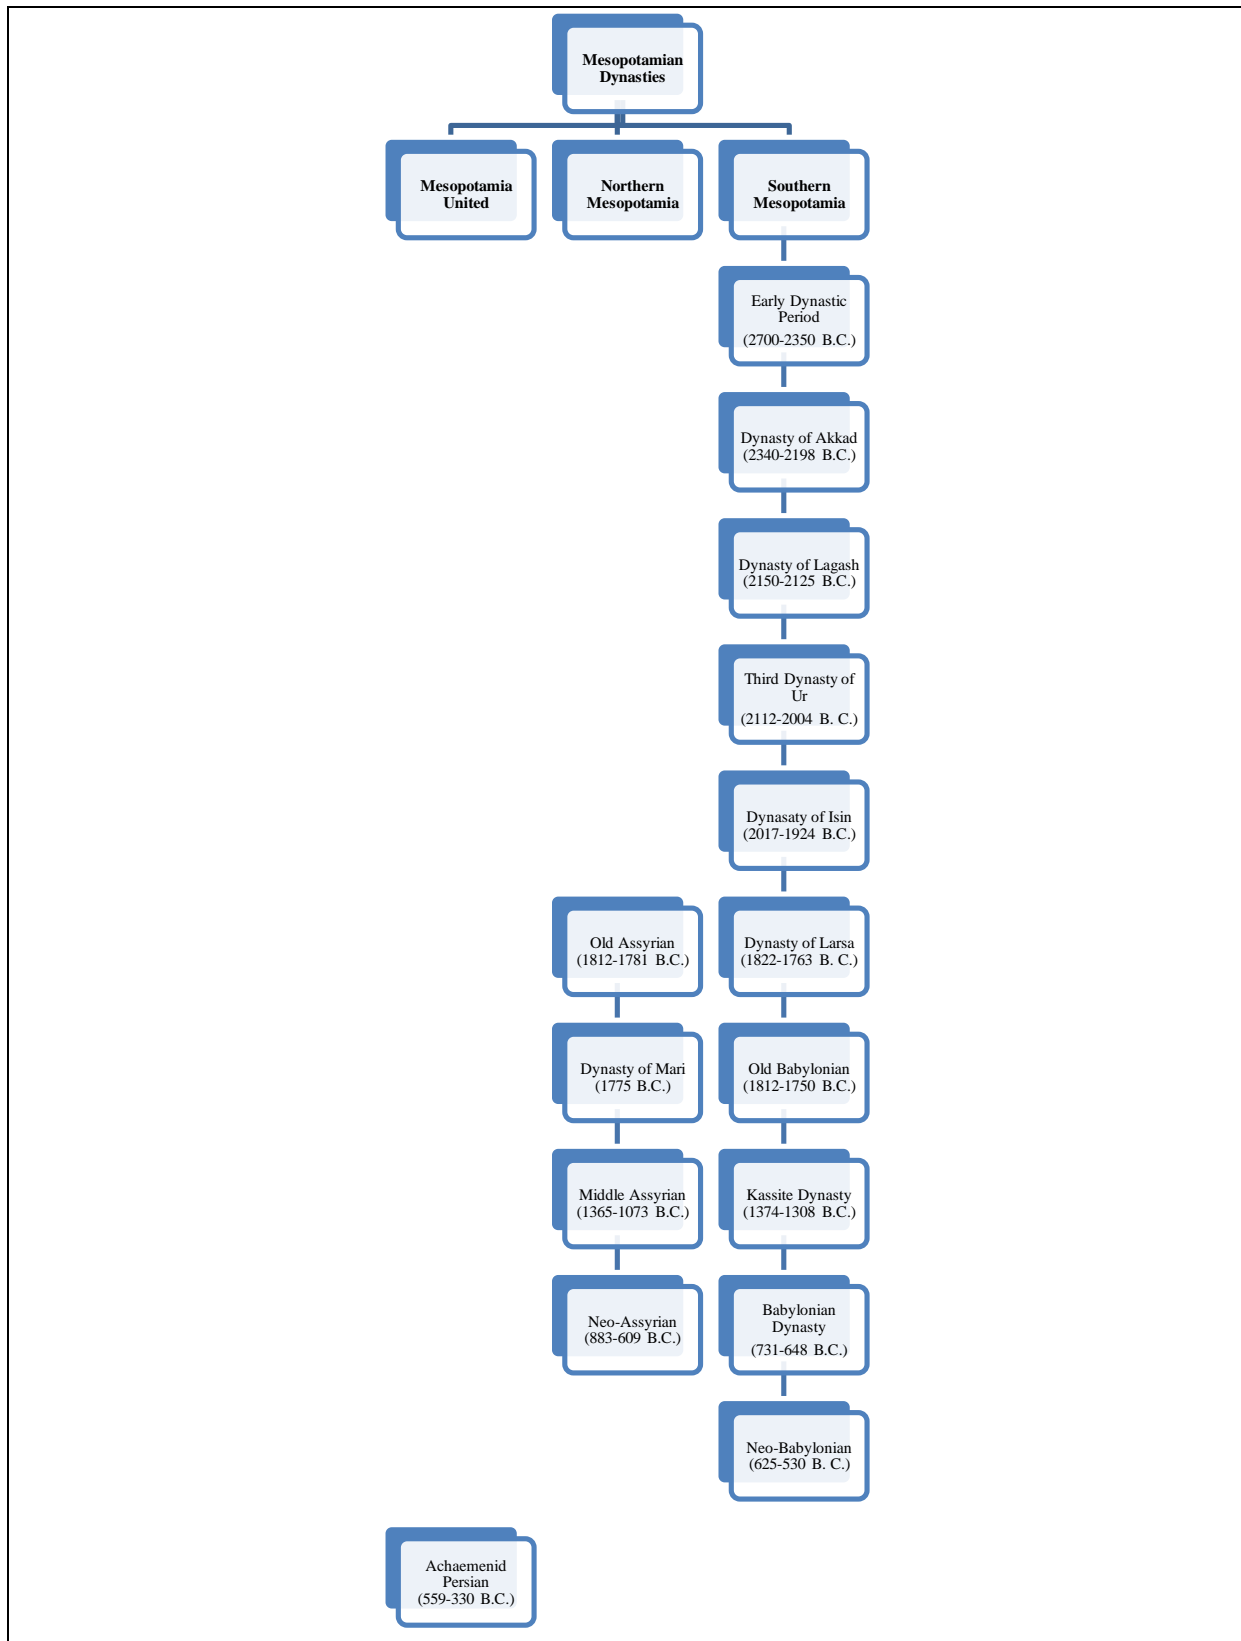 Mesopotamian
Dynasties
Mesopotamia
United
Northern
Mesopotamia
Southern
Mesopotamia
Early Dynastic
Period
(2700-2350 B.C.)
Dynasty of Akkad
(2340-2198 B.C.)
Dynasty of Lagash
(2150-2125 B.C.)
Third Dynasty of
Ur
(2112-2004 B. C.)
Dynasaty of Isin
(2017-1924 B.C.)
Old Assyrian
(1812-1781 B.C.)
Dynasty of Larsa
(1822-1763 B. C.)
Dynasty of Mari
(1775 B.C.)
Old Babylonian
(1812-1750 B.C.)
Middle Assyrian
(1365-1073 B.C.)
Kassite Dynasty
(1374-1308 B.C.)
Neo-Assyrian
(883-609 B.C.)
Babylonian
Dynasty
(731-648 B.C.)
Neo-Babylonian
(625-530 B. C.)
Achaemenid
Persian
(559-330 B.C.)